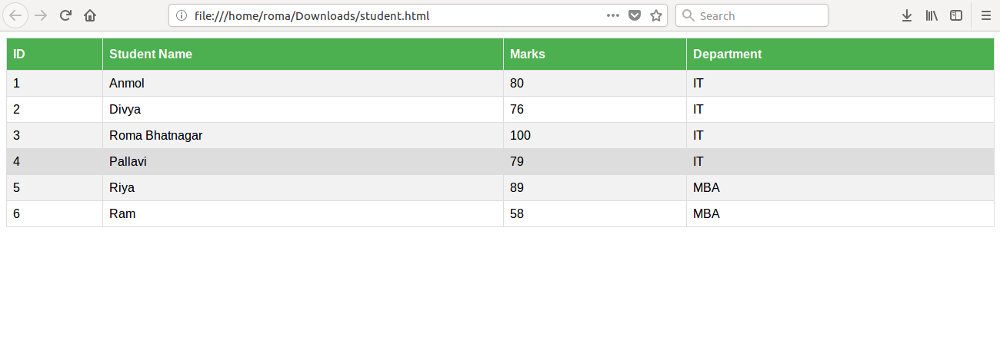 file:///home/roma/Downloads/student.html Search
ID Student Name Marks Department
1 Anmol 80 IT
2 Divya 76 IT
3 Roma Bhatnagar 100 IT
4 Pallavi 79 IT
5 Riya 89 MBA
6 Ram 58 MBA